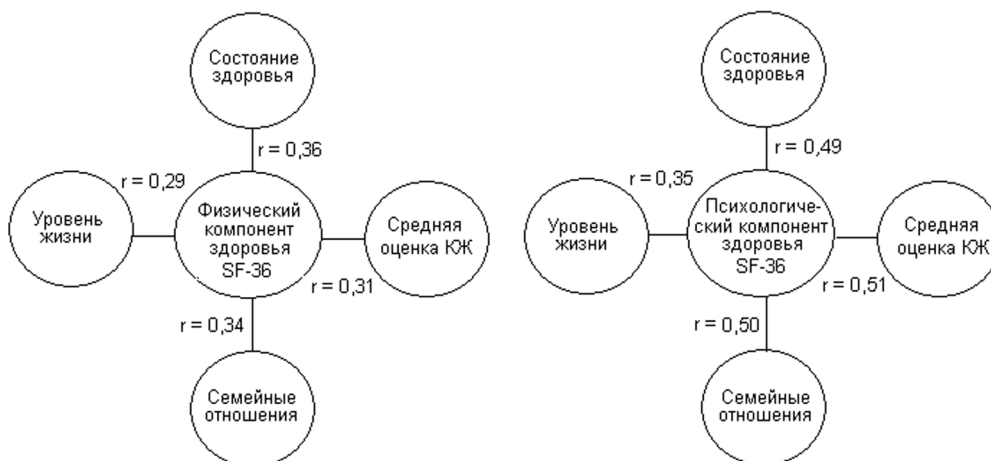 Состояние
здоровья
r = 0,36
r = 0,29
Уровень
жизни
Физический
компонент
здоровья
SF-36
Средняя
оценка КЖ
r = 0,31
r = 0,34
Семейные
отношения
Состояние
здоровья
r = 0,49
r = 0,35
Уровень
жизни
Психологиче-
ский компонент
здоровья
SF-36
Средняя
оценка КЖ
r = 0,51
r = 0,50
Семейные
отношения